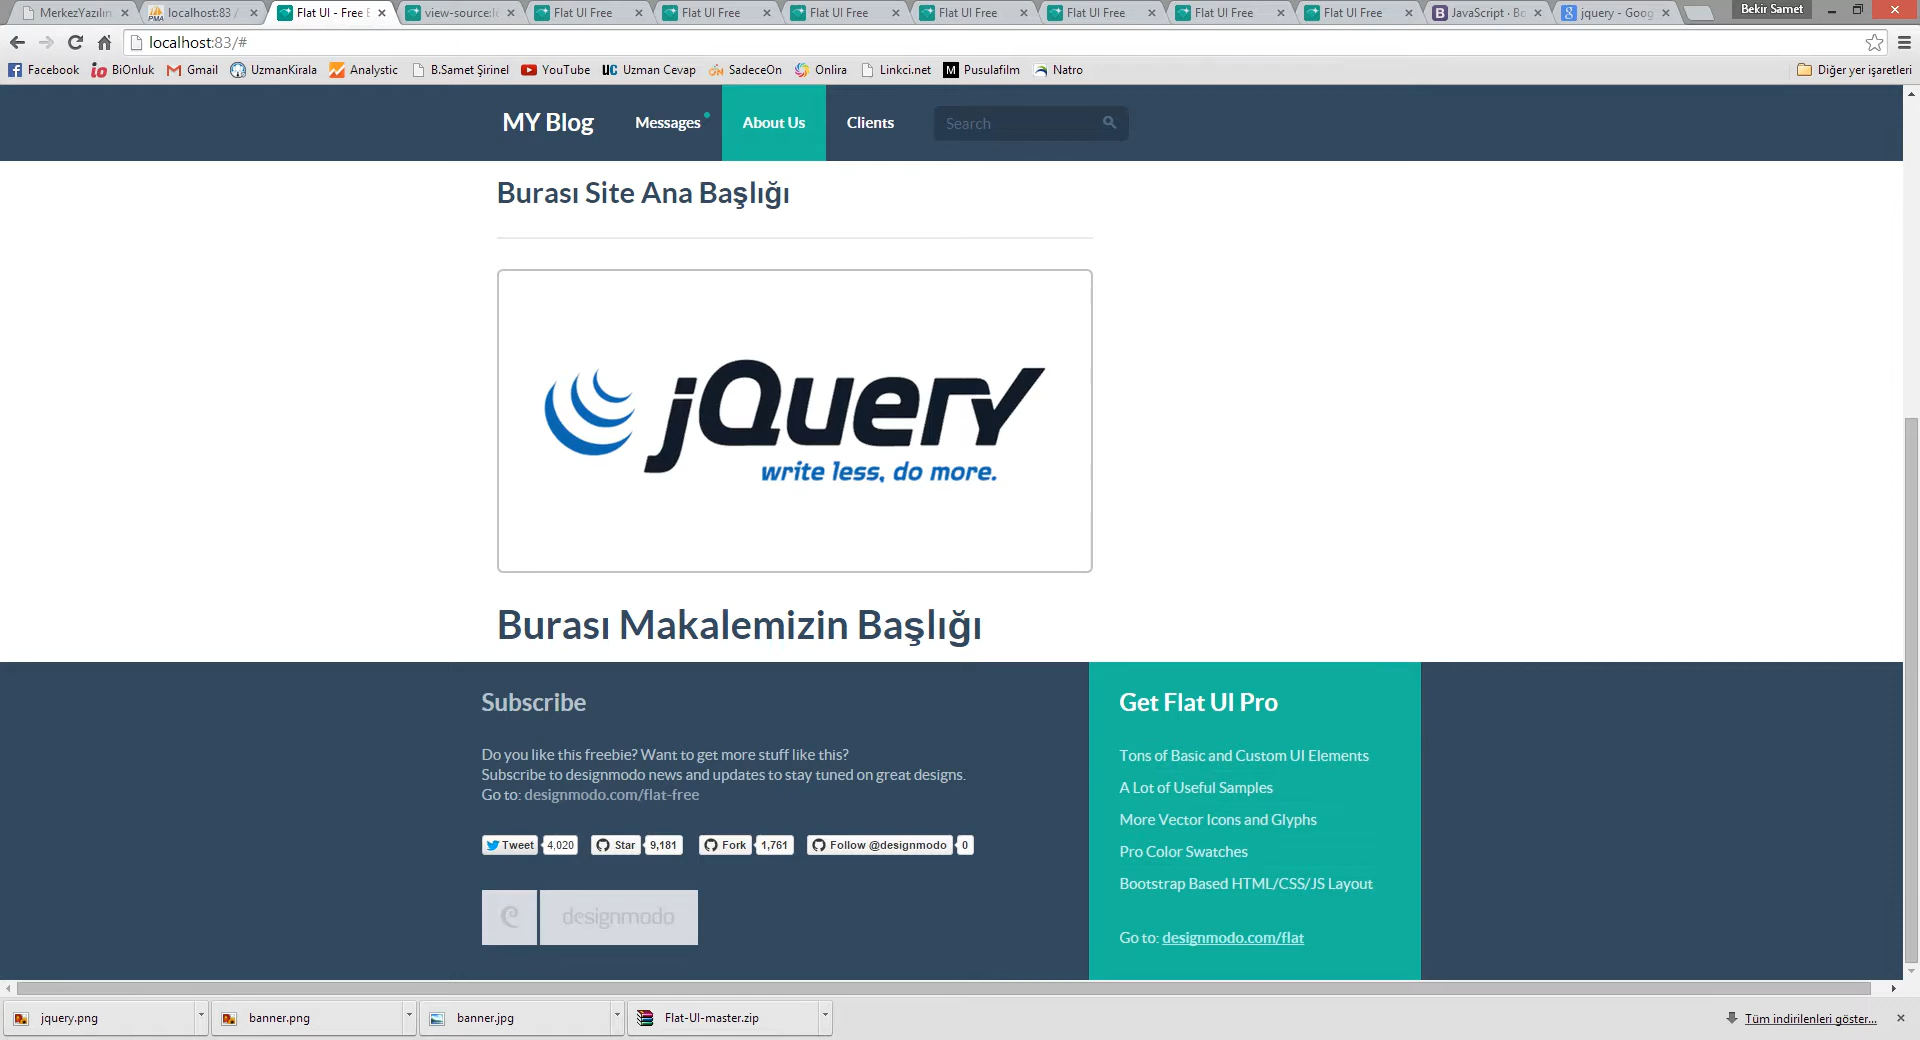 MerkezYazılım
localhost:83 /
Flat UI - Free B
view-source:lo
Flat UI Free
Flat UI Free
Flat UI Free
Flat UI Free
Flat UI Free
Flat UI Free
Flat UI Free
JavaScript · Bo
jquery - Goog
Bekir Samet
localhost:83/#
Facebook
BiOnluk
Gmail
UzmanKirala
Analystic
B.Samet Şirinel
YouTube
UC Uzman Cevap
SadeceOn
Onlira
Linkci.net
M Pusulafilm
Natro
Diğer yer işaretleri
MY Blog
Messages
About Us
Clients
Search
Burası Site Ana Başlığı
jQuery
write less, do more.
Burası Makalemizin Başlığı
Subscribe
Do you like this freebie? Want to get more stuff like this?
Subscribe to designmodo news and updates to stay tuned on great designs.
Go to: designmodo.com/flat-free
Tweet 4,020
Star 9,181
Fork 1,761
Follow @designmodo 0
designmodo
Get Flat UI Pro
Tons of Basic and Custom UI Elements
A Lot of Useful Samples
More Vector Icons and Glyphs
Pro Color Swatches
Bootstrap Based HTML/CSS/JS Layout
Go to: designmodo.com/flat
jquery.png
banner.png
banner.jpg
Flat-UI-master.zip
Tüm indirilenleri göster...